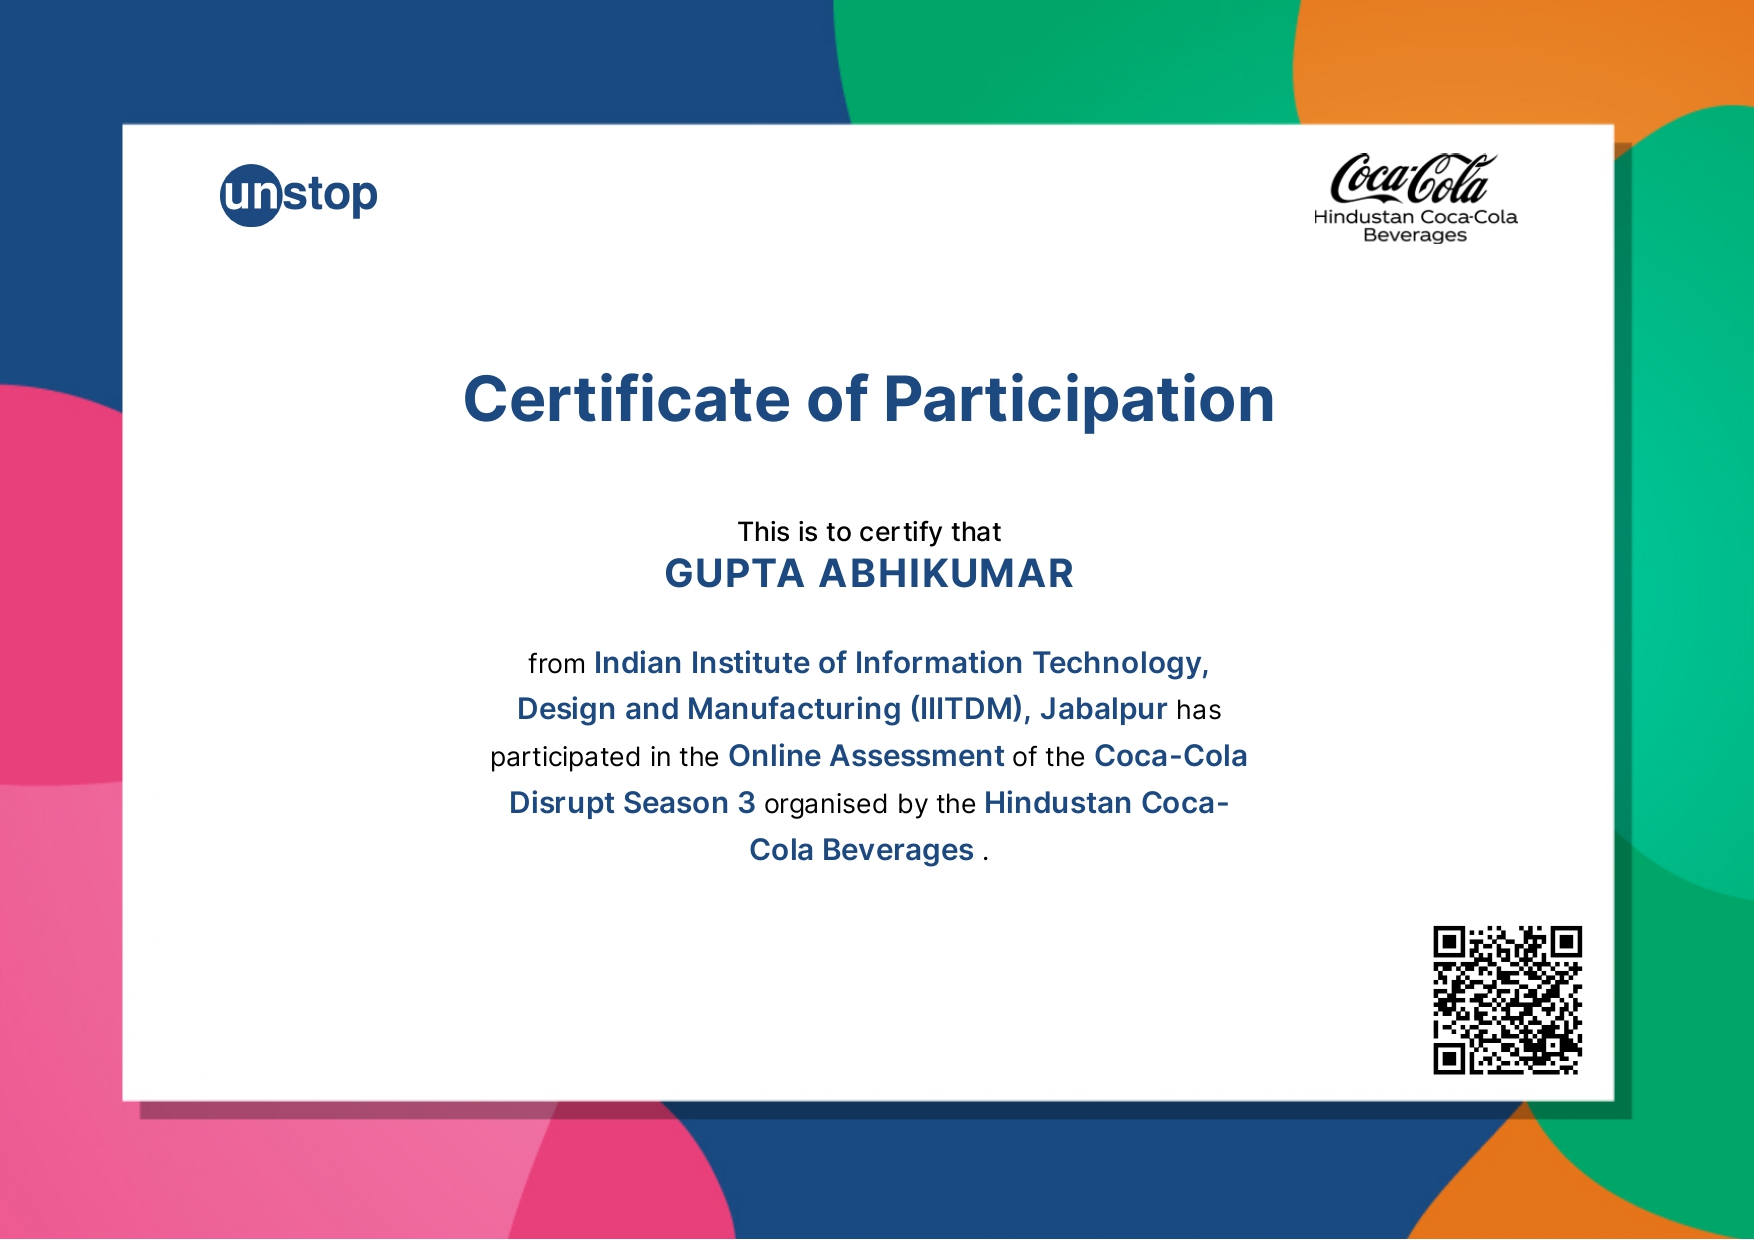 unstop
Coca-Cola
Hindustan Coca-Cola
Beverages
Certificate of Participation
This is to certify that
GUPTA ABHIKUMAR
from Indian Institute of Information Technology,
Design and Manufacturing (IIITDM), Jabalpur has
participated in the Online Assessment of the Coca-Cola
Disrupt Season 3 organised by the Hindustan Coca-
Cola Beverages .